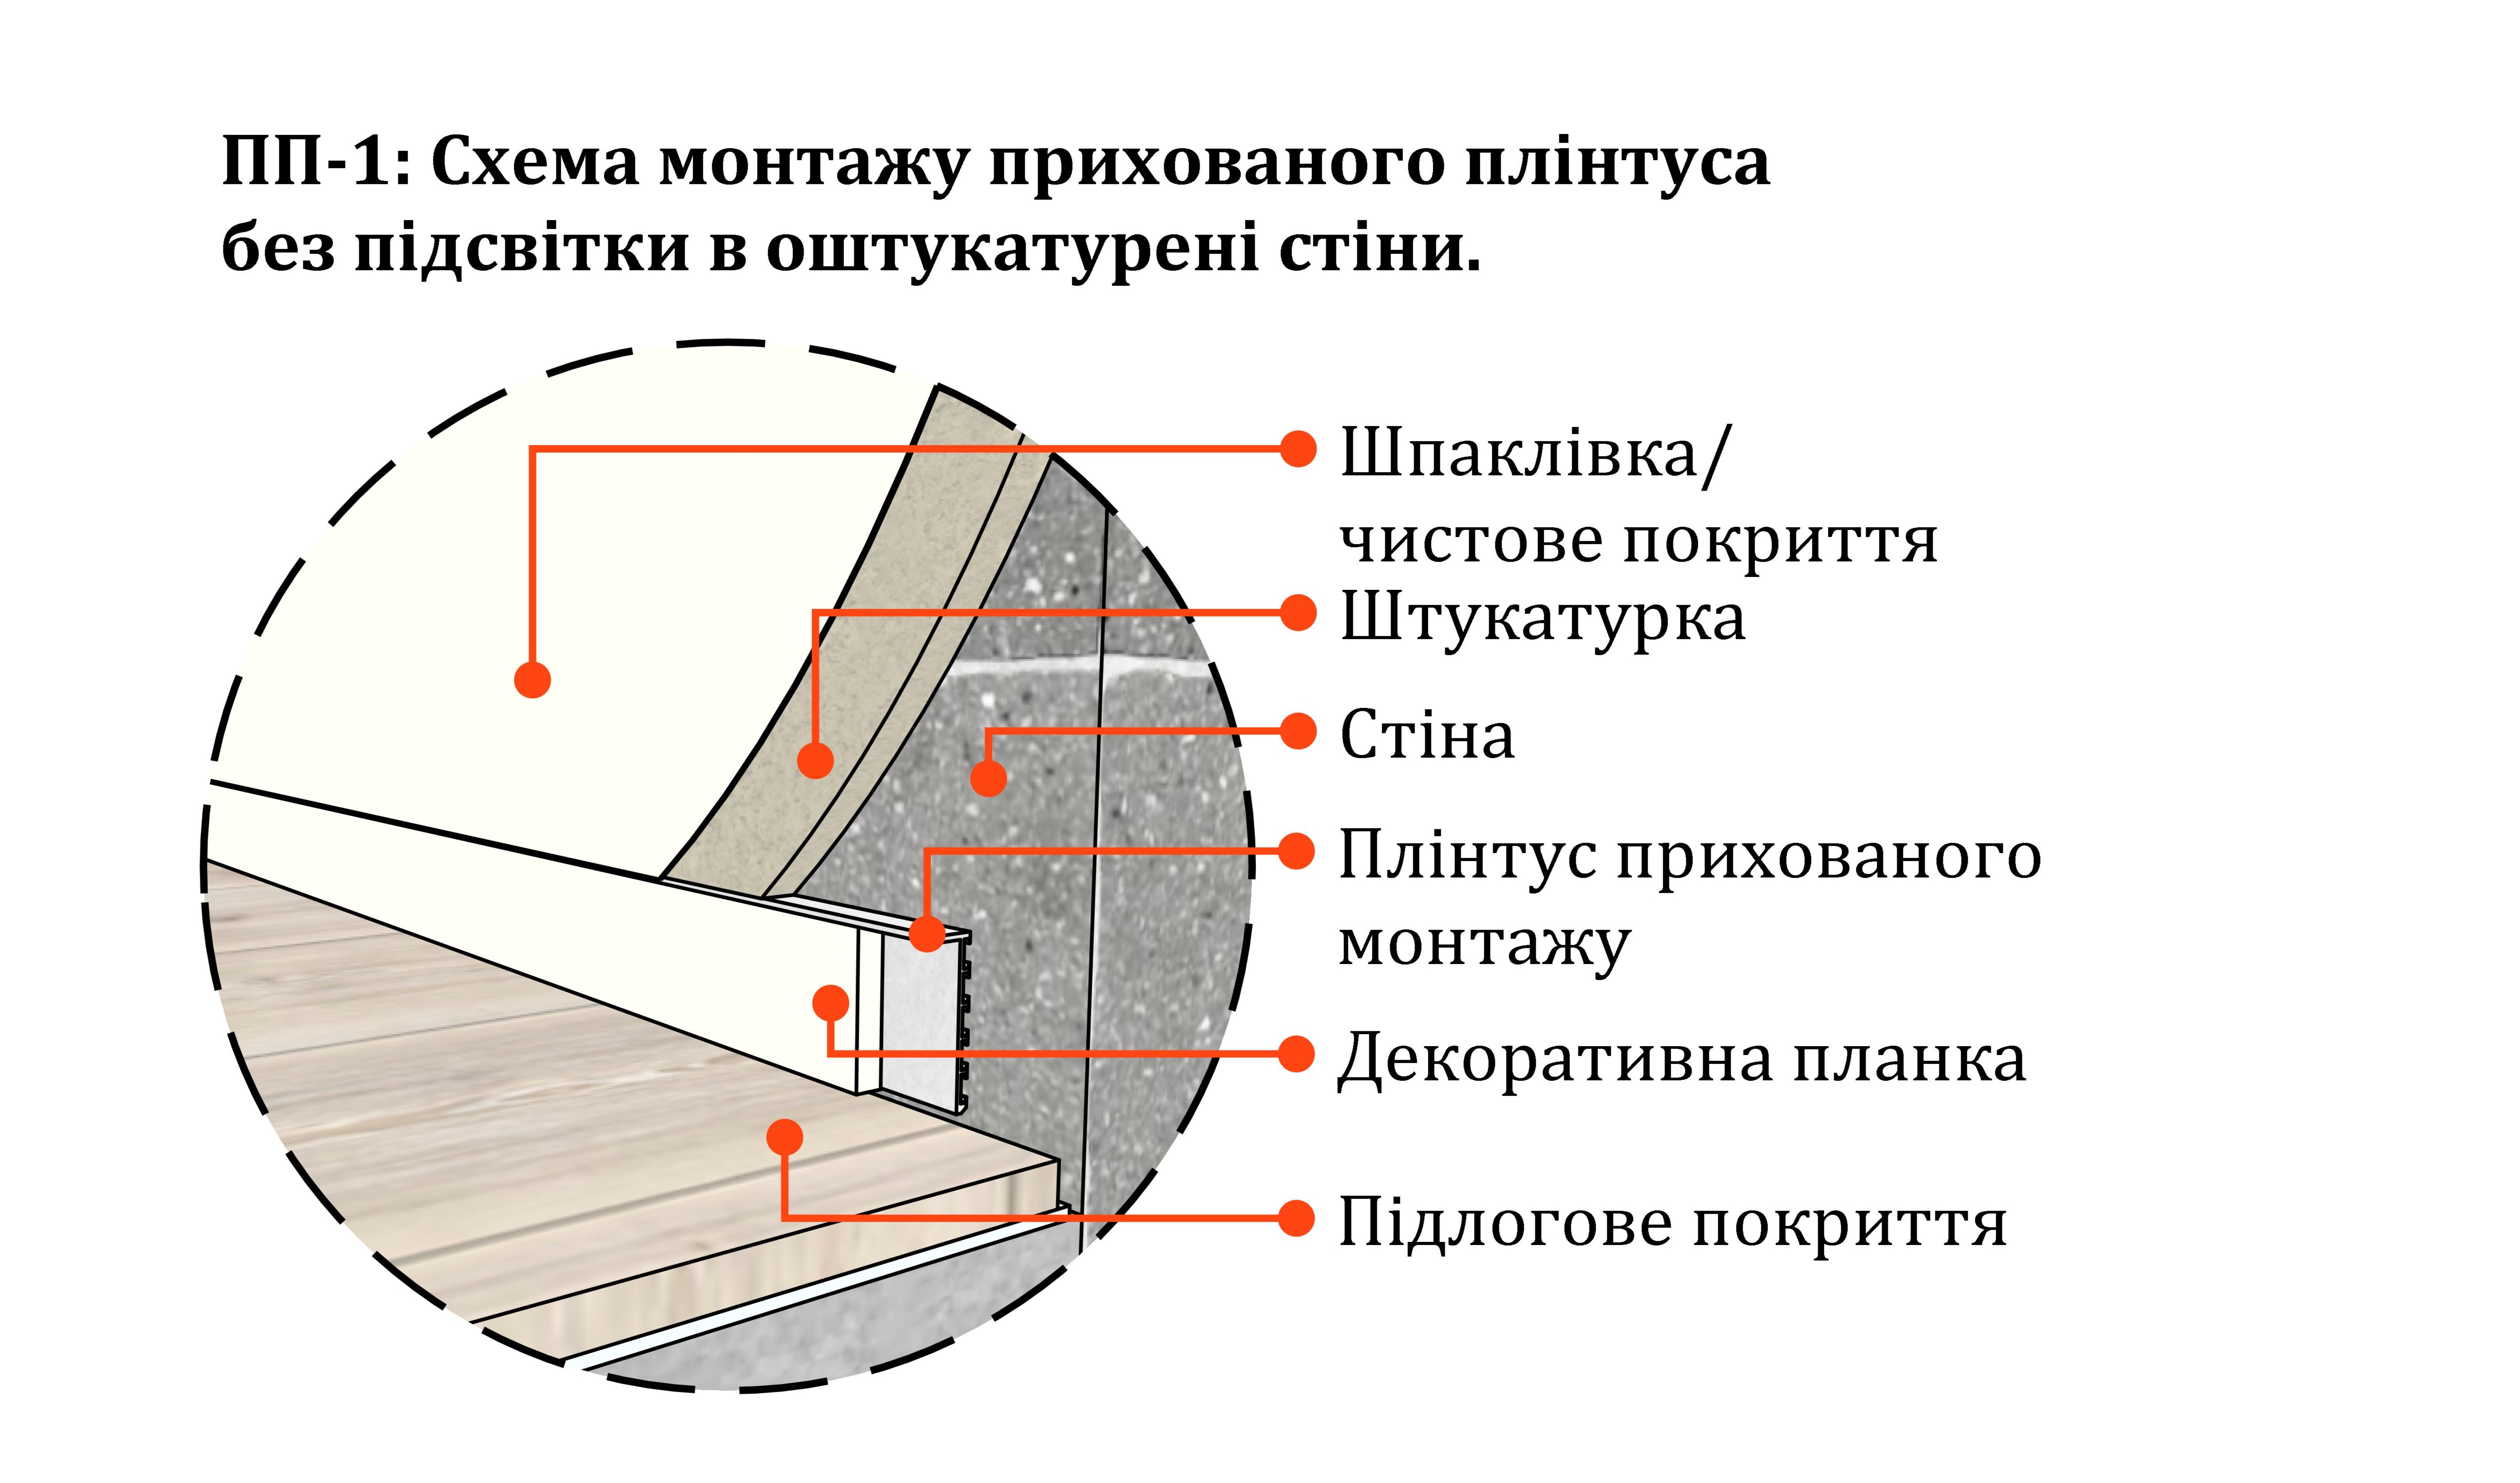 ПП-1: Схема монтажу прихованого плінтуса
без підсвітки в оштукатурені стіни.
Шпаклівка/
чистове покриття
Штукатурка
Стіна
Плінтус прихованого
монтажу
Декоративна планка
Підлогове покриття